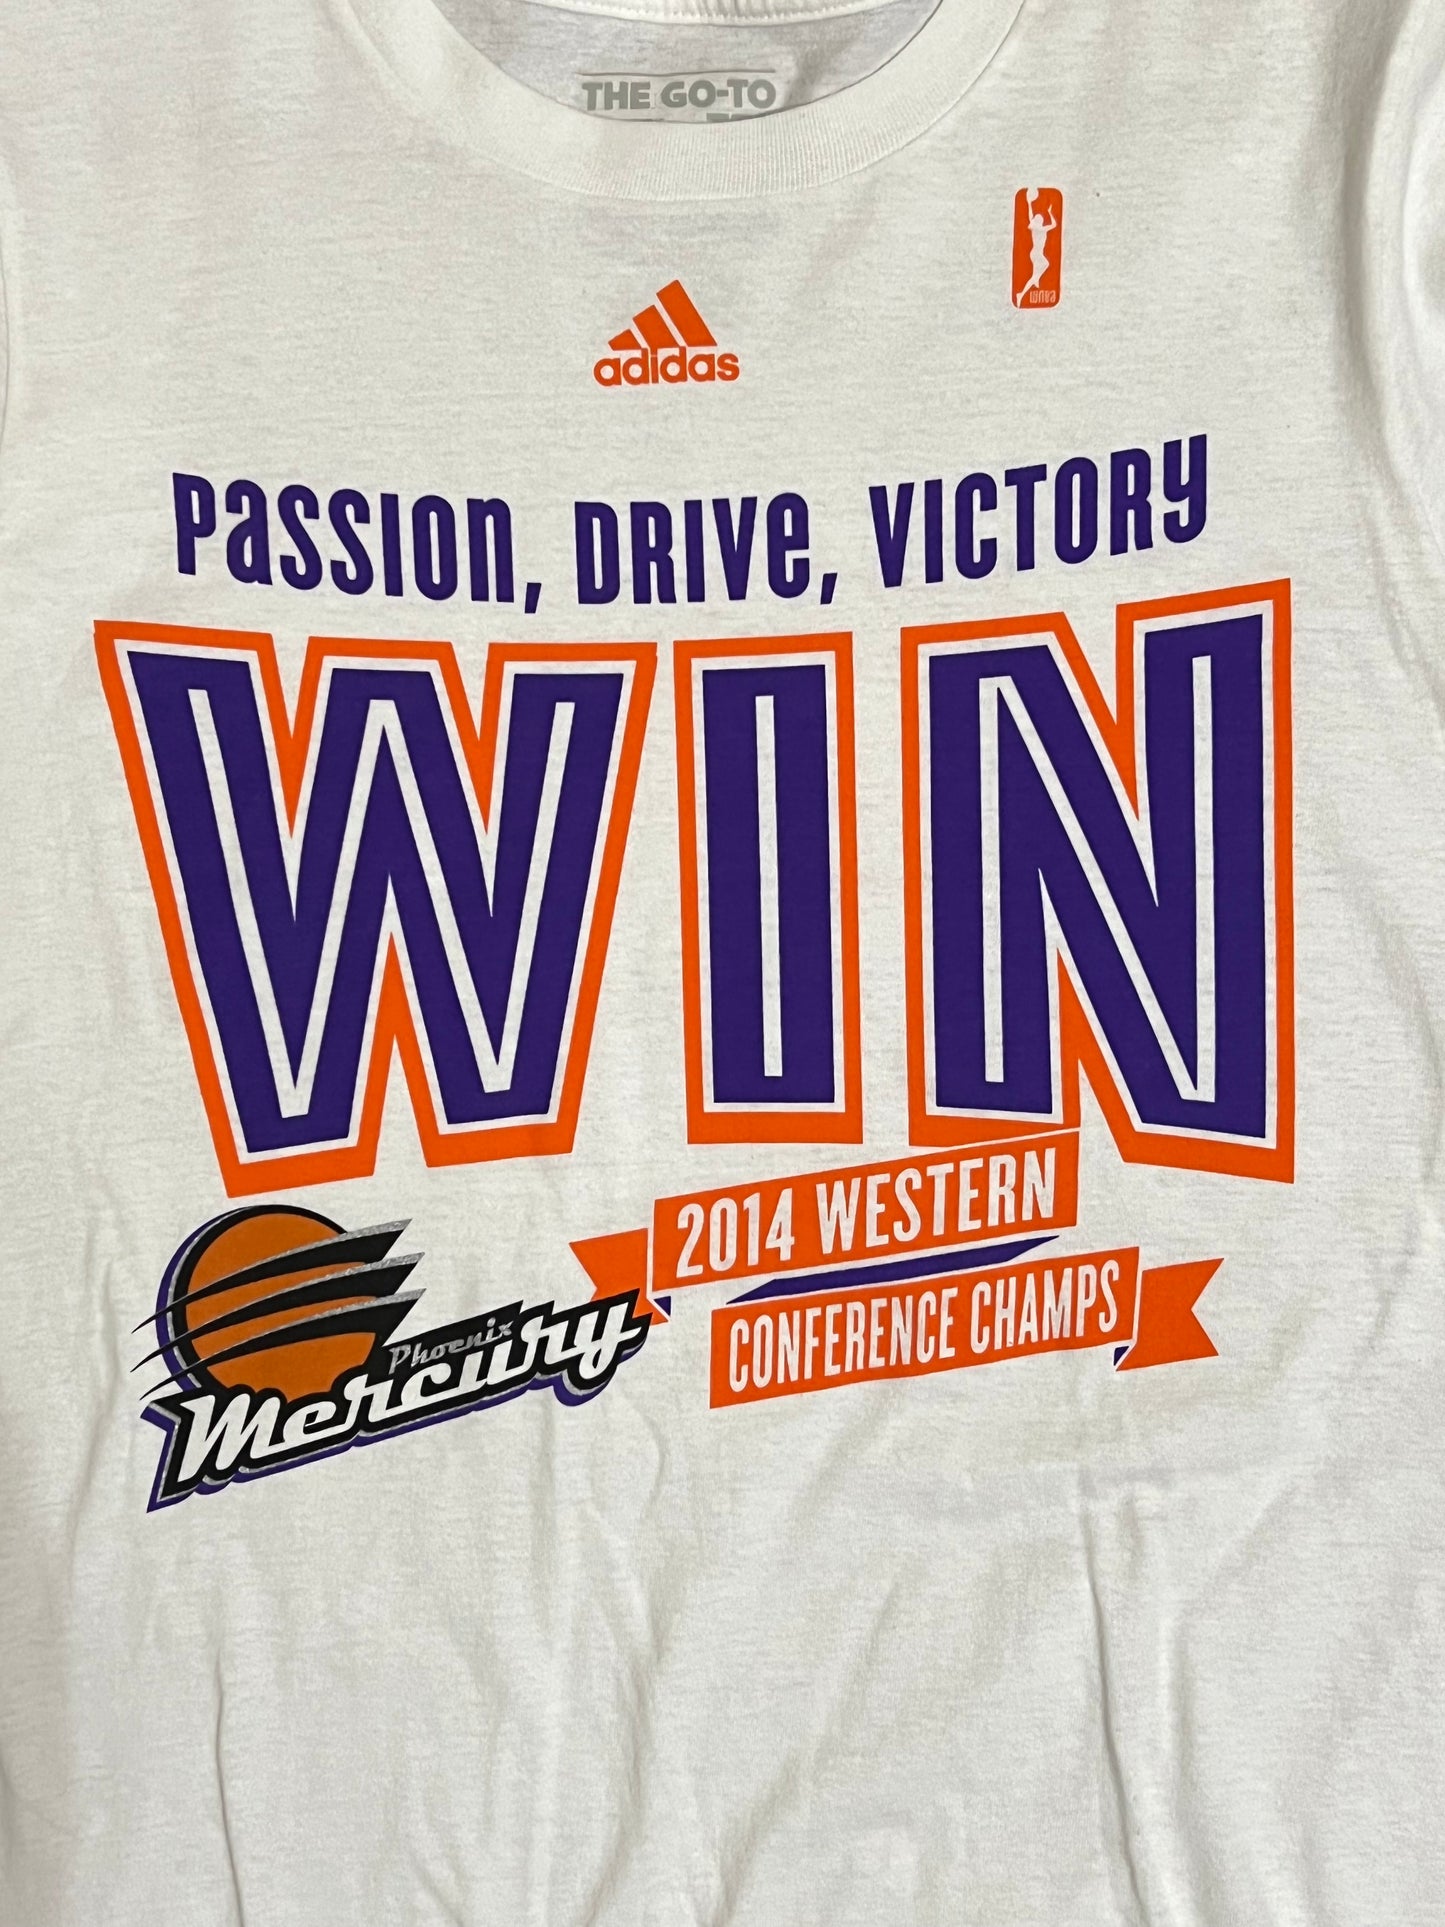 THE GO-TO
wnba
adidas
Passion, Drive, Victory
WIN
2014 WESTERN
CONFERENCE CHAMPS
Phoenix
Mercury